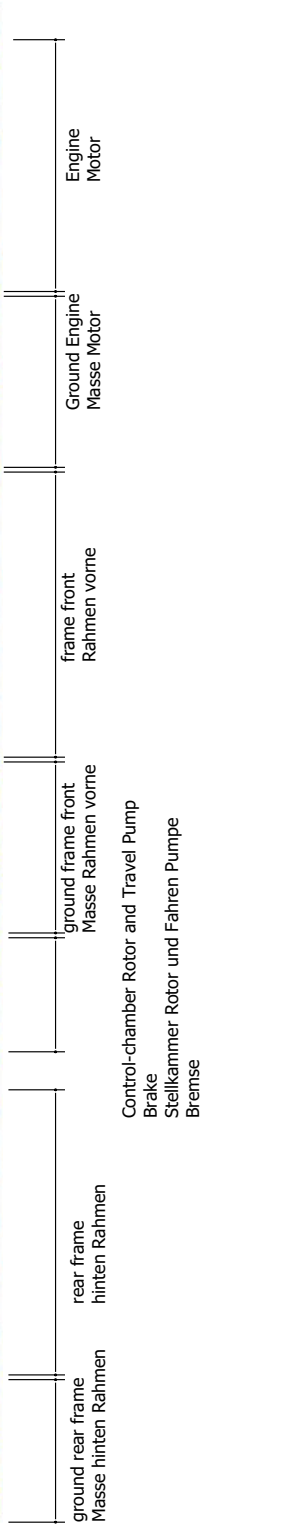 ground rear frame
Masse hinten Rahmen
rear frame
hinten Rahmen
Control-chamber Rotor and Travel Pump
Brake
Stellkammer Rotor und Fahren Pumpe
Bremse
ground frame front
Masse Rahmen vorne
frame front
Rahmen vorne
Ground Engine
Masse Motor
Engine
Motor